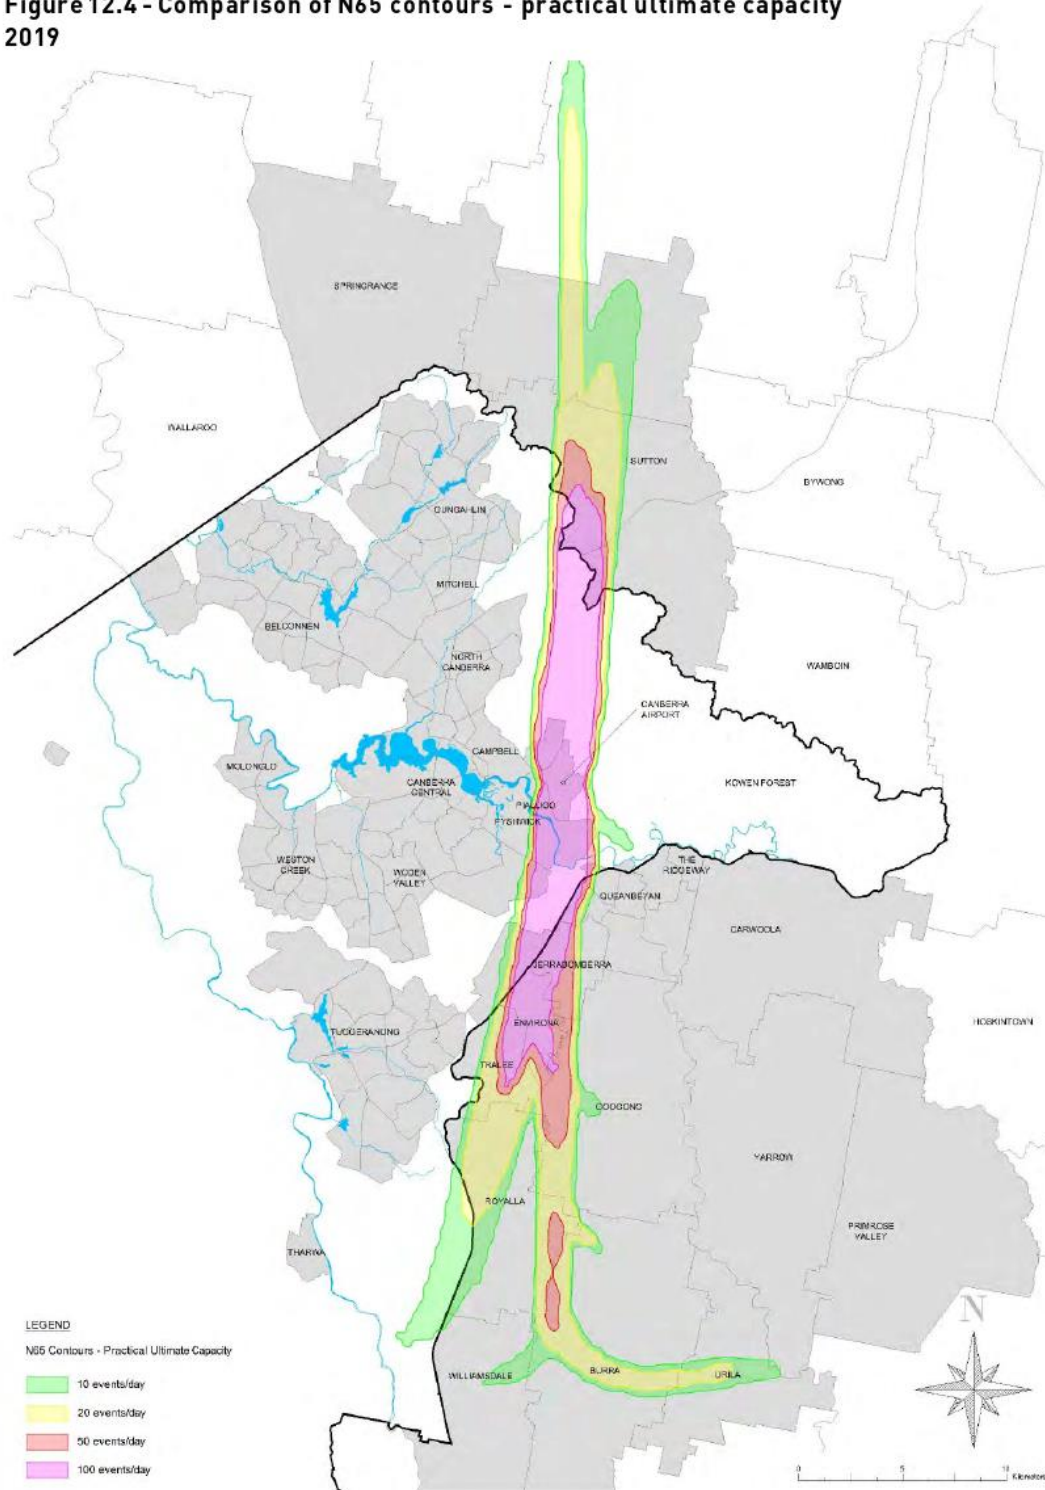 Figure 12.4 - Comparison of N65 contours - practical ultimate capacity
2019
SPRINGRANGE
WALLAROO
SUTTON
BYWONG
GUNGAHLIN
MITCHELL
BELCONNEN
NORTH
CANBERRA
WAMBOIN
CANBERRA
AIRPORT
CAMPBELL
MOLONGLO
CANBERRA
CENTRAL
KOWEN FOREST
PIALLIGO
FYSHWICK
WESTON
CREEK
WODEN
VALLEY
THE
RIDGEWAY
QUEANBEYAN
CARWOOLA
JERRABOMBERRA
ENVIRONA
HOSKINTOWN
TUGGERANONG
TRALEE
GOOGONG
YARROW
ROYALLA
PRIMROSE
VALLEY
THARWA
N
LEGEND
N65 Contours - Practical Ultimate Capacity
WILLIAMSDALE
BURRA
URILA
10 events/day
20 events/day
50 events/day
100 events/day
0 5 10
Kilometers